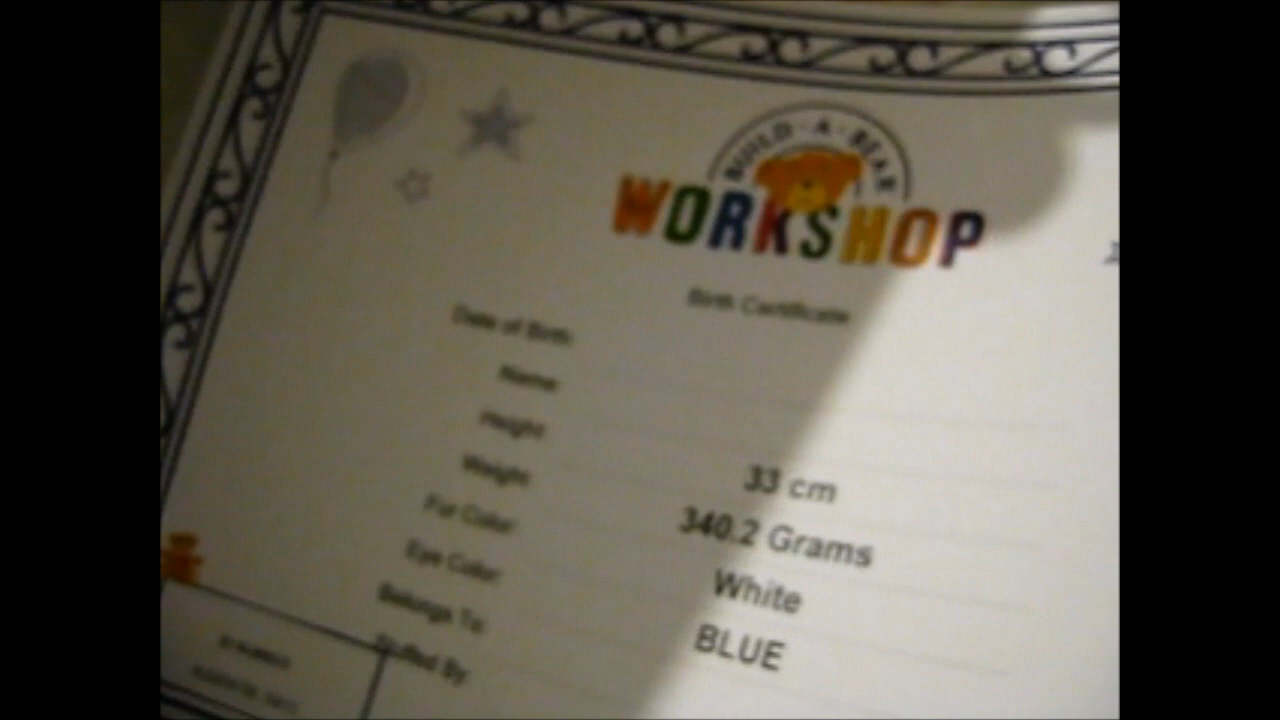 BUILD-A-BEAR
WORKSHOP
Birth Certificate
Date of Birth
Name
Height 33 cm
Weight 340.2 Grams
Fur Color White
Eye Color BLUE
Belongs To
Stuffed By